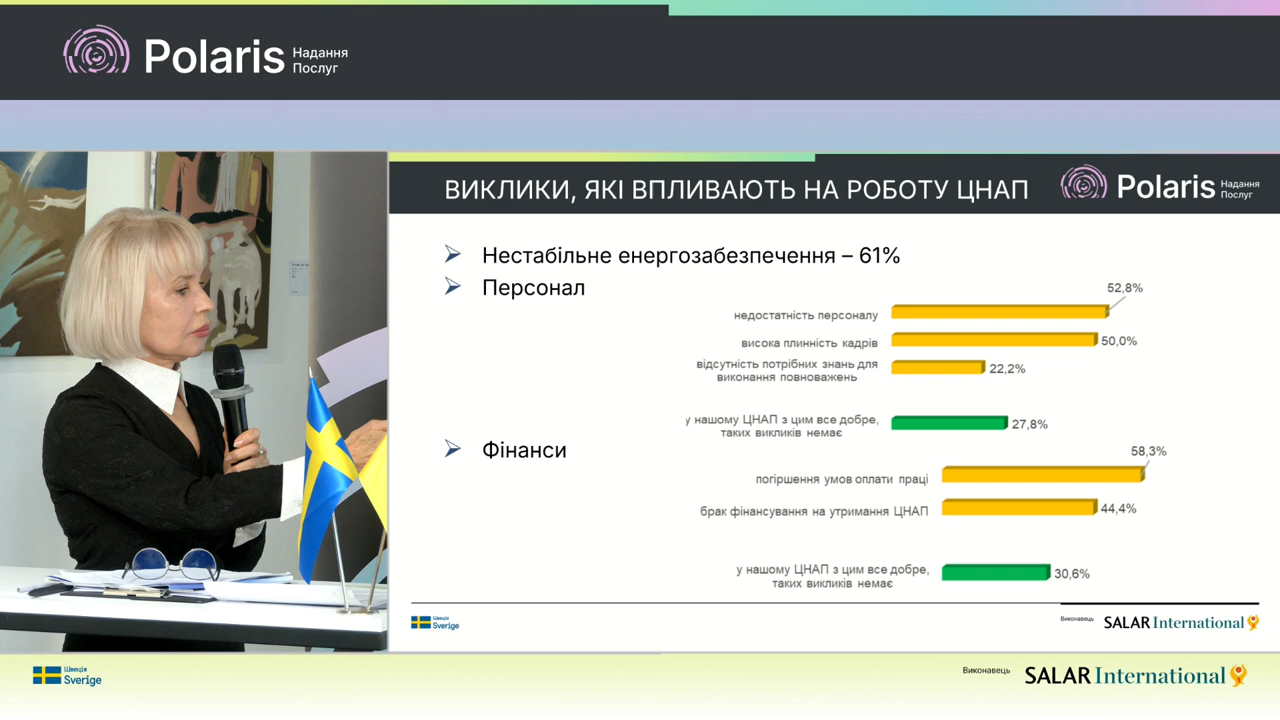 Polaris
Надання
Послуг
ВИКЛИКИ, ЯКІ ВПЛИВАЮТЬ НА РОБОТУ ЦНАП
Polaris
Надання
Послуг
Нестабільне енергозабезпечення – 61%
Персонал
52,8%
недостатність персоналу
висока плинність кадрів
50,0%
відсутність потрібних знань для
виконання повноважень
22,2%
у нашому ЦНАП з цим все добре,
таких викликів немає
27,8%
Фінанси
58,3%
погіршення умов оплати праці
брак фінансування на утримання ЦНАП
44,4%
у нашому ЦНАП з цим все добре,
таких викликів немає
30,6%
Швеція
Sverige
Виконавець
SALAR International
Швеція
Sverige
Виконавець
SALAR International